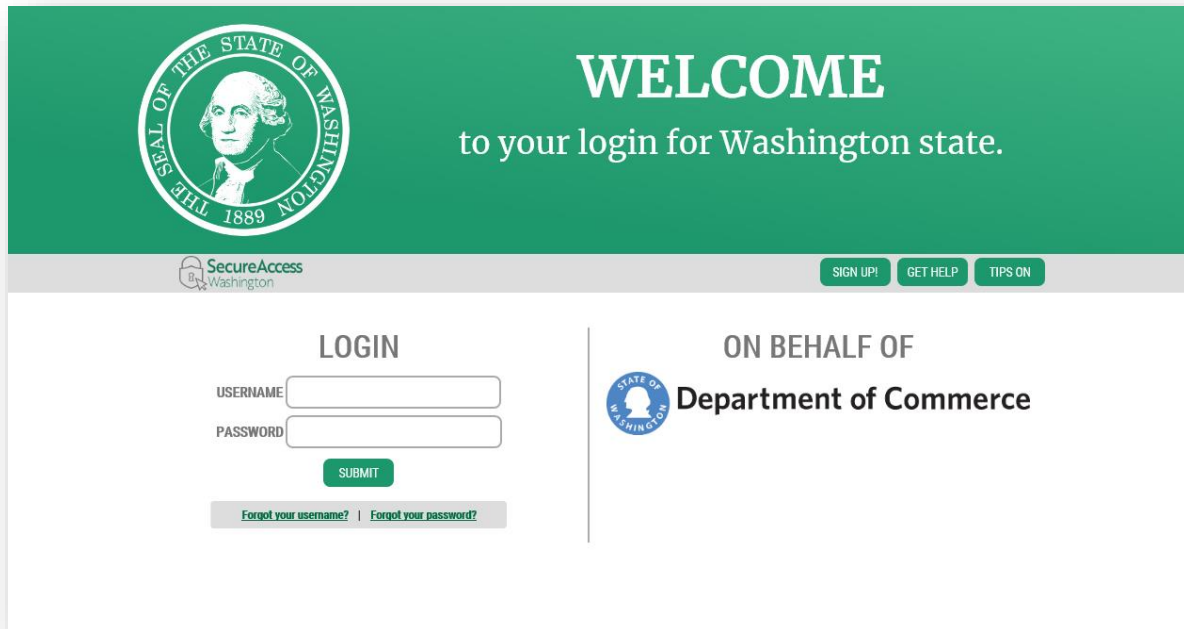 THE SEAL OF THE STATE OF WASHINGTON
1889
WELCOME
to your login for Washington state.
SecureAccess
Washington
SIGN UP!
GET HELP
TIPS ON
LOGIN
USERNAME
PASSWORD
SUBMIT
Forgot your username? | Forgot your password?
ON BEHALF OF
STATE OF WASHINGTON
Department of Commerce